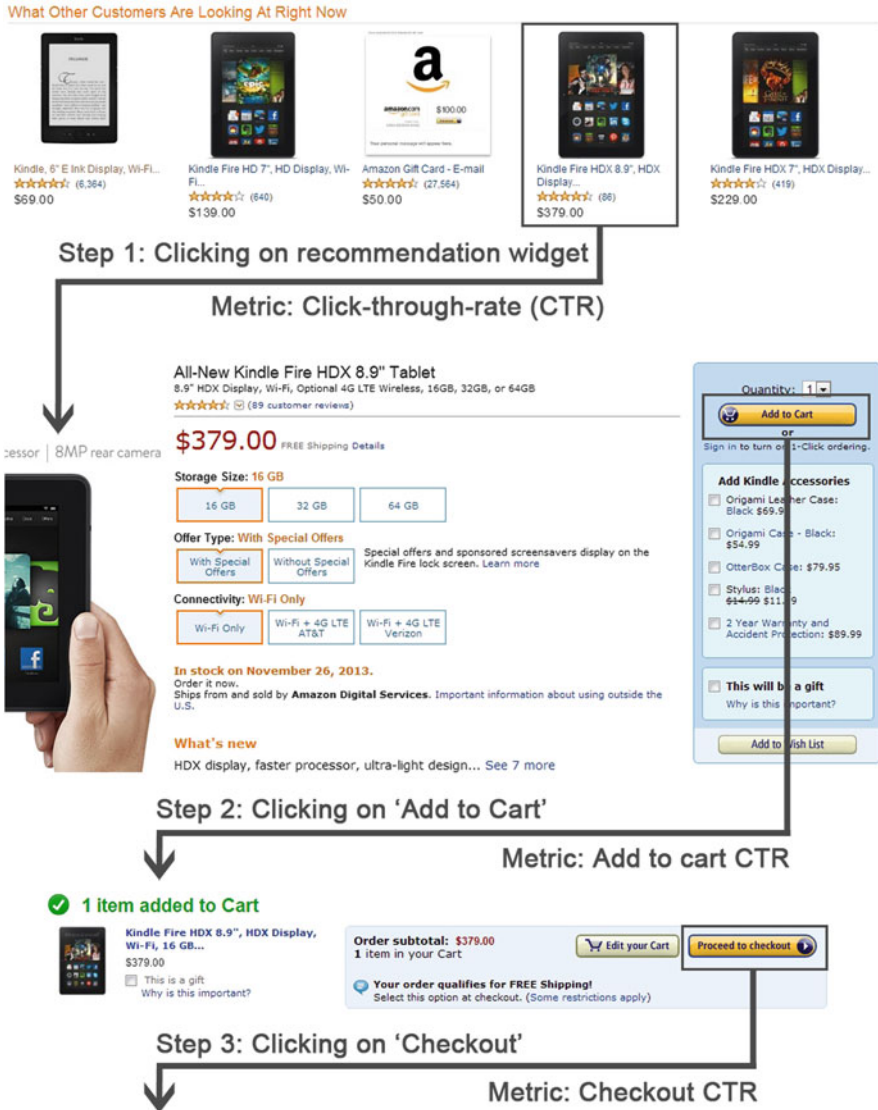 What Other Customers Are Looking At Right Now
Kindle, 6" E Ink Display, Wi-Fi...
(6,364)
$69.00
Kindle Fire HD 7", HD Display, Wi-
Fi...
(640)
$139.00
a
amazon.com
$100.00
Amazon Gift Card - E-mail
(27,564)
$50.00
Kindle Fire HDX 8.9", HDX
Display...
(86)
$379.00
Kindle Fire HDX 7", HDX Display...
(419)
$229.00
Step 1: Clicking on recommendation widget
Metric: Click-through-rate (CTR)
cessor | 8MP rear camera
All-New Kindle Fire HDX 8.9" Tablet
8.9" HDX Display, Wi-Fi, Optional 4G LTE Wireless, 16GB, 32GB, or 64GB
(89 customer reviews)
$379.00 FREE Shipping Details
Storage Size: 16 GB
16 GB 32 GB 64 GB
Offer Type: With Special Offers
With Special
Offers
Without Special
Offers
Special offers and sponsored screensavers display on the
Kindle Fire lock screen. Learn more
Connectivity: Wi-Fi Only
Wi-Fi Only
Wi-Fi + 4G LTE
AT&T
Wi-Fi + 4G LTE
Verizon
In stock on November 26, 2013.
Order it now.
Ships from and sold by Amazon Digital Services. Important information about using outside the
U.S.
What's new
HDX display, faster processor, ultra-light design... See 7 more
Quantity: 1
Add to Cart
or
Sign in to turn on 1-Click ordering.
Add Kindle Accessories
Origami Leather Case:
Black $69.9
Origami Case - Black:
$54.99
OtterBox Case: $79.95
Stylus: Black
$14.99 $11. 9
2 Year Warranty and
Accident Protection: $89.99
This will be a gift
Why is this important?
Add to Wish List
Step 2: Clicking on 'Add to Cart'
Metric: Add to cart CTR
1 item added to Cart
Kindle Fire HDX 8.9", HDX Display,
Wi-Fi, 16 GB...
$379.00
This is a gift
Why is this important?
Order subtotal: $379.00
1 item in your Cart
Edit your Cart
Proceed to checkout
Your order qualifies for FREE Shipping!
Select this option at checkout. (Some restrictions apply)
Step 3: Clicking on 'Checkout'
Metric: Checkout CTR